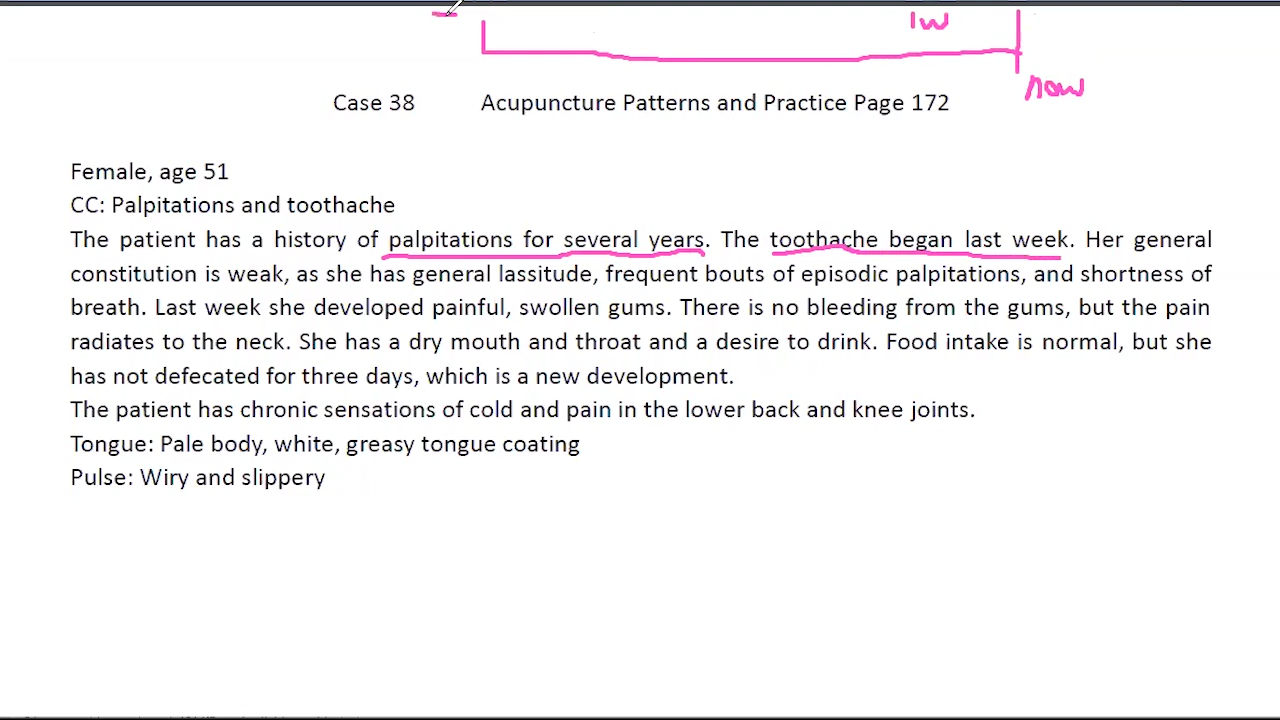 1w
now
Case 38 Acupuncture Patterns and Practice Page 172
Female, age 51
CC: Palpitations and toothache
The patient has a history of palpitations for several years. The toothache began last week. Her general
constitution is weak, as she has general lassitude, frequent bouts of episodic palpitations, and shortness of
breath. Last week she developed painful, swollen gums. There is no bleeding from the gums, but the pain
radiates to the neck. She has a dry mouth and throat and a desire to drink. Food intake is normal, but she
has not defecated for three days, which is a new development.
The patient has chronic sensations of cold and pain in the lower back and knee joints.
Tongue: Pale body, white, greasy tongue coating
Pulse: Wiry and slippery